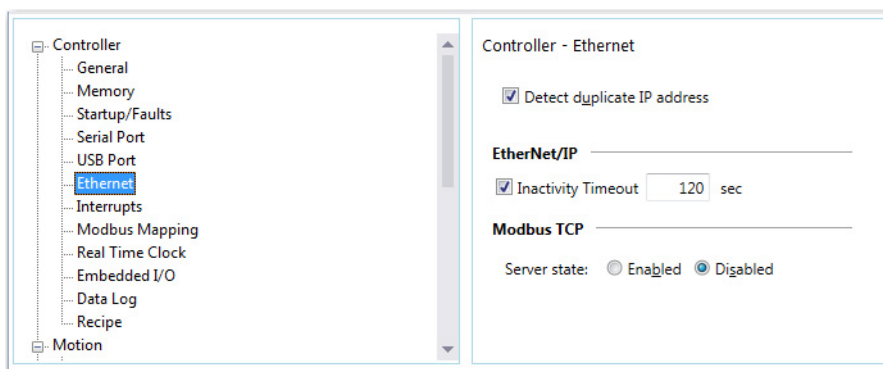 Controller
General
Memory
Startup/Faults
Serial Port
USB Port
Ethernet
Interrupts
Modbus Mapping
Real Time Clock
Embedded I/O
Data Log
Recipe
Motion
Controller - Ethernet
Detect duplicate IP address
EtherNet/IP
Inactivity Timeout 120 sec
Modbus TCP
Server state: Enabled Disabled